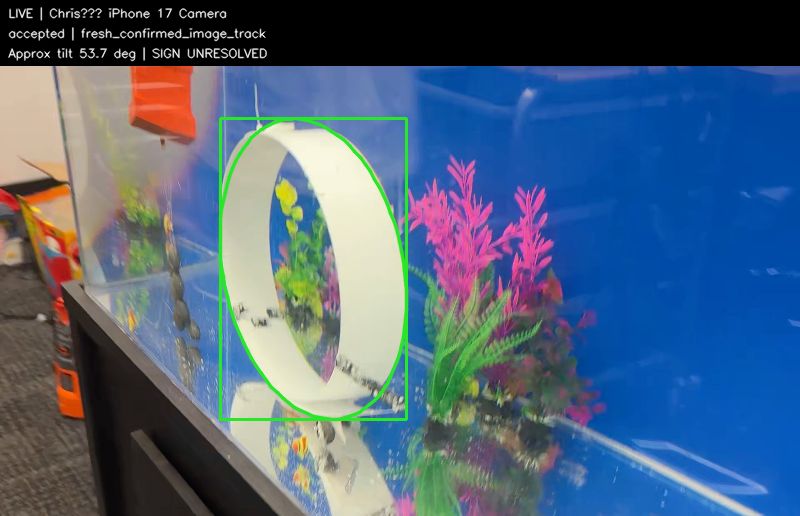 LIVE | Chris??? iPhone 17 Camera
accepted | fresh_confirmed_image_track
Approx tilt 53.7 deg | SIGN UNRESOLVED